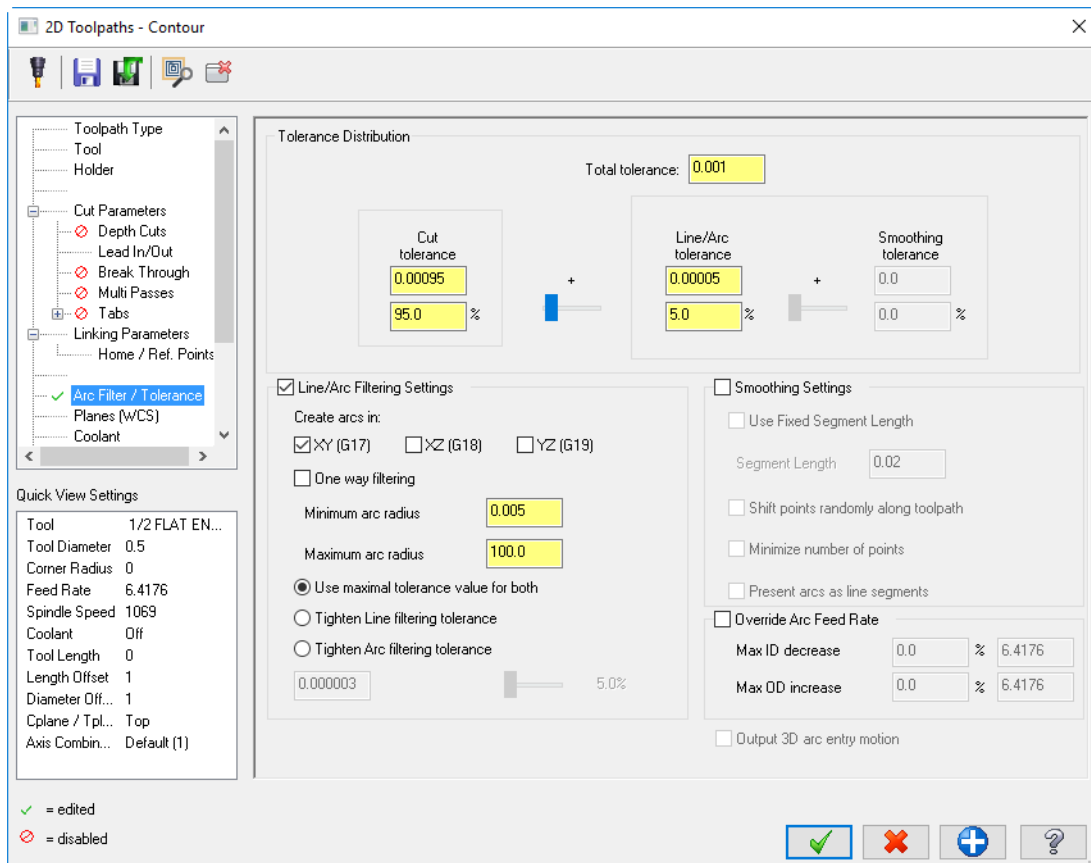 2D Toolpaths - Contour
Toolpath Type
Tool
Holder
Cut Parameters
Depth Cuts
Lead In/Out
Break Through
Multi Passes
Tabs
Linking Parameters
Home / Ref. Points
Arc Filter / Tolerance
Planes (WCS)
Coolant
Quick View Settings
Tool 1/2 FLAT EN...
Tool Diameter 0.5
Corner Radius 0
Feed Rate 6.4176
Spindle Speed 1069
Coolant Off
Tool Length 0
Length Offset 1
Diameter Off... 1
Cplane / Tpl... Top
Axis Combin... Default (1)
= edited
= disabled
Tolerance Distribution
Total tolerance: 0.001
Cut
tolerance
0.00095
95.0 %
+
Line/Arc
tolerance
0.00005
5.0 %
+
Smoothing
tolerance
0.0
0.0 %
Line/Arc Filtering Settings
Create arcs in:
XY (G17) XZ (G18) YZ (G19)
One way filtering
Minimum arc radius 0.005
Maximum arc radius 100.0
Use maximal tolerance value for both
Tighten Line filtering tolerance
Tighten Arc filtering tolerance
0.000003 5.0%
Smoothing Settings
Use Fixed Segment Length
Segment Length 0.02
Shift points randomly along toolpath
Minimize number of points
Present arcs as line segments
Override Arc Feed Rate
Max ID decrease 0.0 % 6.4176
Max OD increase 0.0 % 6.4176
Output 3D arc entry motion